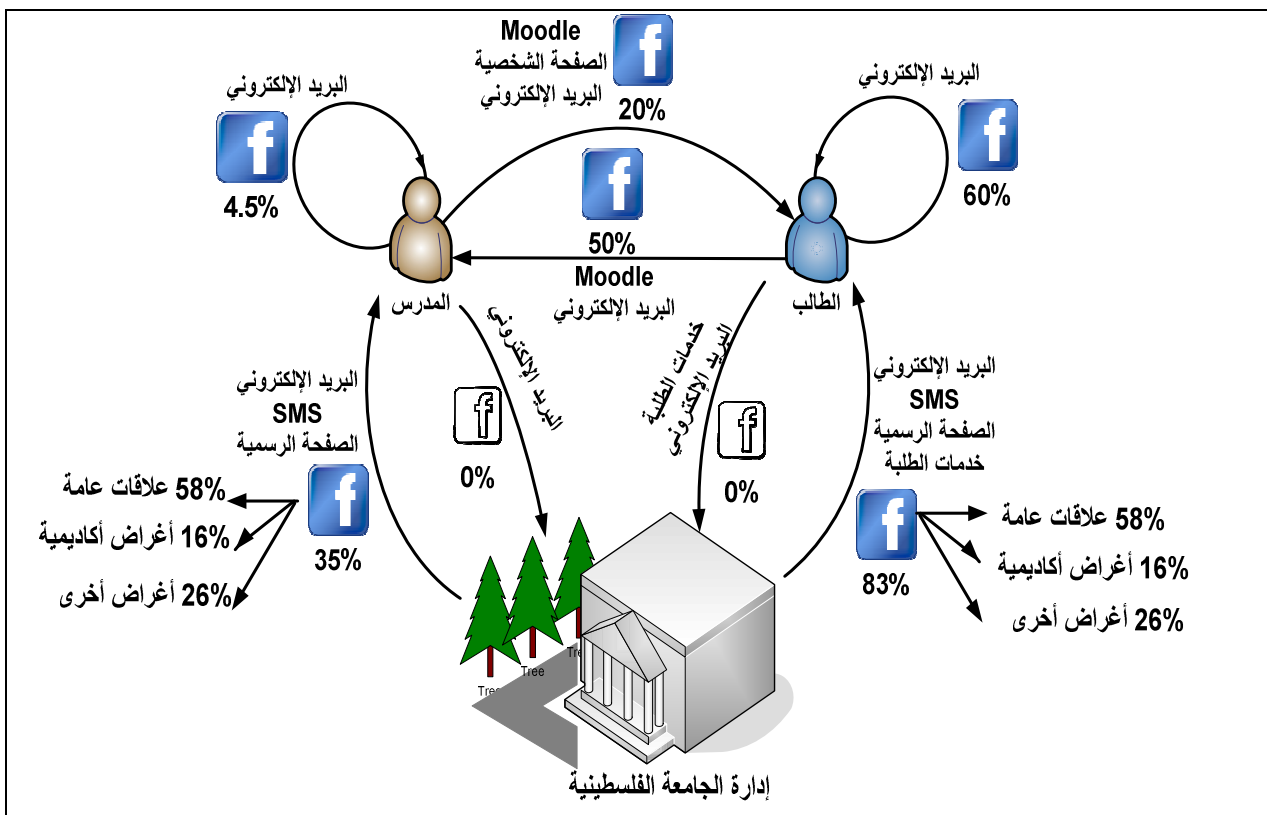 Moodle
الصفحة الشخصية
البريد الإلكتروني
20%
البريد الإلكتروني
4.5%
البريد الإلكتروني
60%
50%
Moodle
البريد الإلكتروني
المدرس
الطالب
البريد الإلكتروني
0%
خدمات الطلبة
البريد الإلكتروني
0%
البريد الإلكتروني
SMS
الصفحة الرسمية
35%
58% علاقات عامة
16% أغراض أكاديمية
26% أغراض أخرى
البريد الإلكتروني
SMS
الصفحة الرسمية
خدمات الطلبة
83%
58% علاقات عامة
16% أغراض أكاديمية
26% أغراض أخرى
Tree
Tree
إدارة الجامعة الفلسطينية